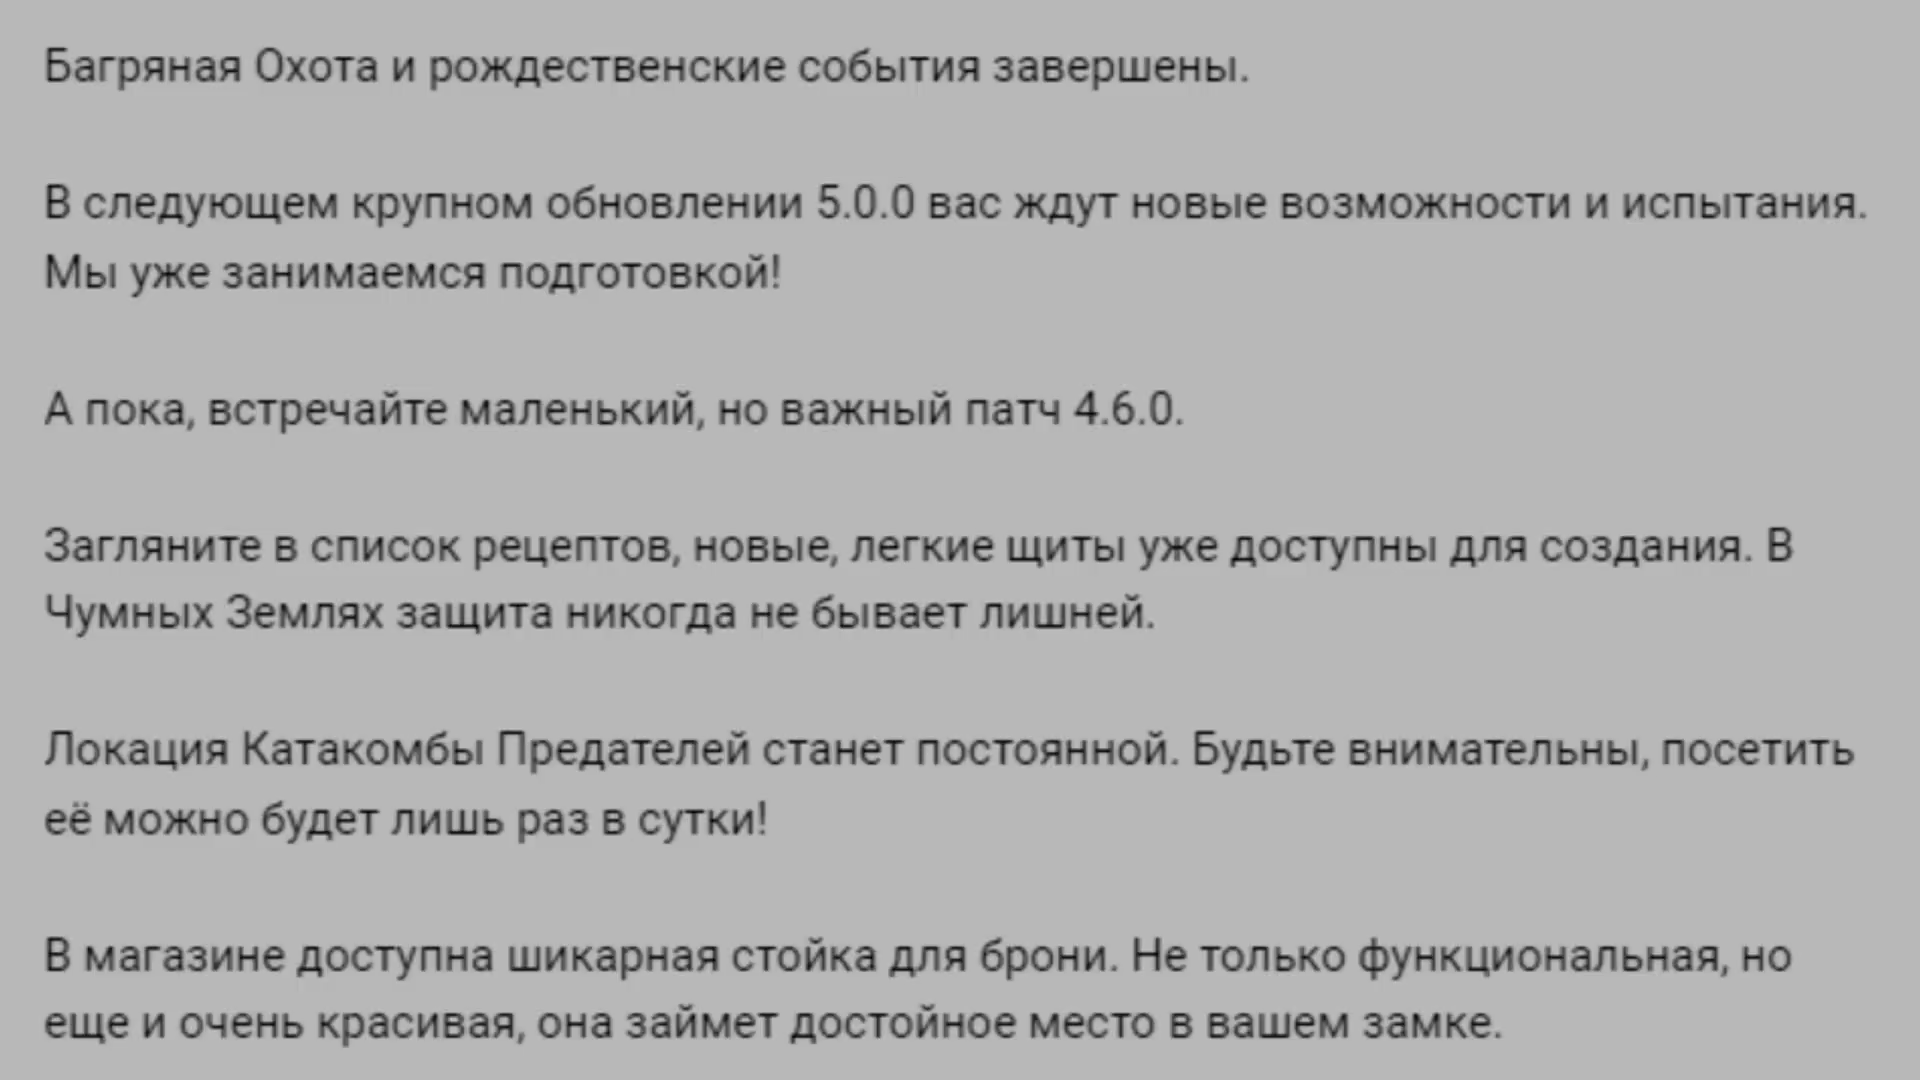 Багряная Охота и рождественские события завершены.
В следующем крупном обновлении 5.0.0 вас ждут новые возможности и испытания.
Мы уже занимаемся подготовкой!
А пока, встречайте маленький, но важный патч 4.6.0.
Загляните в список рецептов, новые, легкие щиты уже доступны для создания. В
Чумных Землях защита никогда не бывает лишней.
Локация Катакомбы Предателей станет постоянной. Будьте внимательны, посетить
её можно будет лишь раз в сутки!
В магазине доступна шикарная стойка для брони. Не только функциональная, но
еще и очень красивая, она займет достойное место в вашем замке.